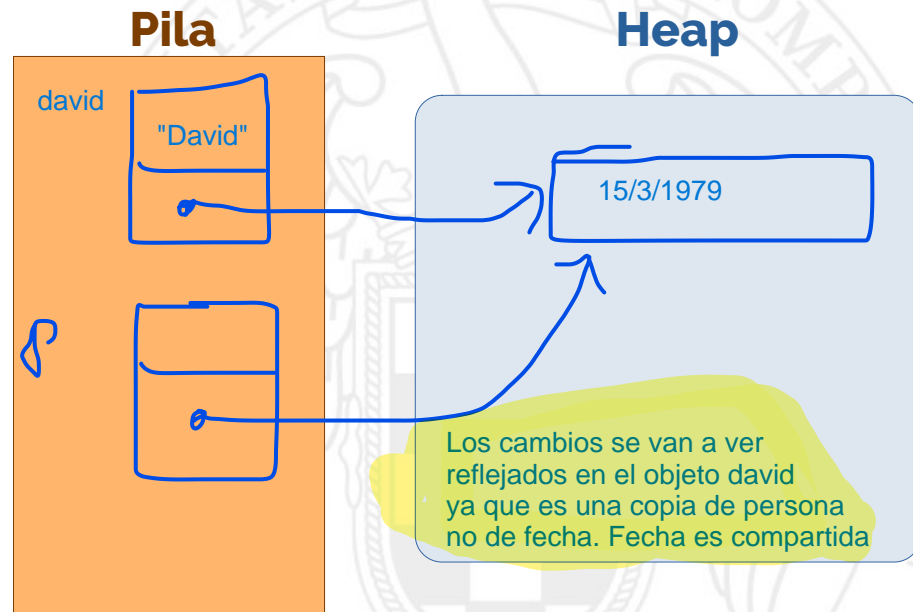 Pila
Heap
david
"David"
15/3/1979
p
Los cambios se van a ver
reflejados en el objeto david
ya que es una copia de persona
no de fecha. Fecha es compartida